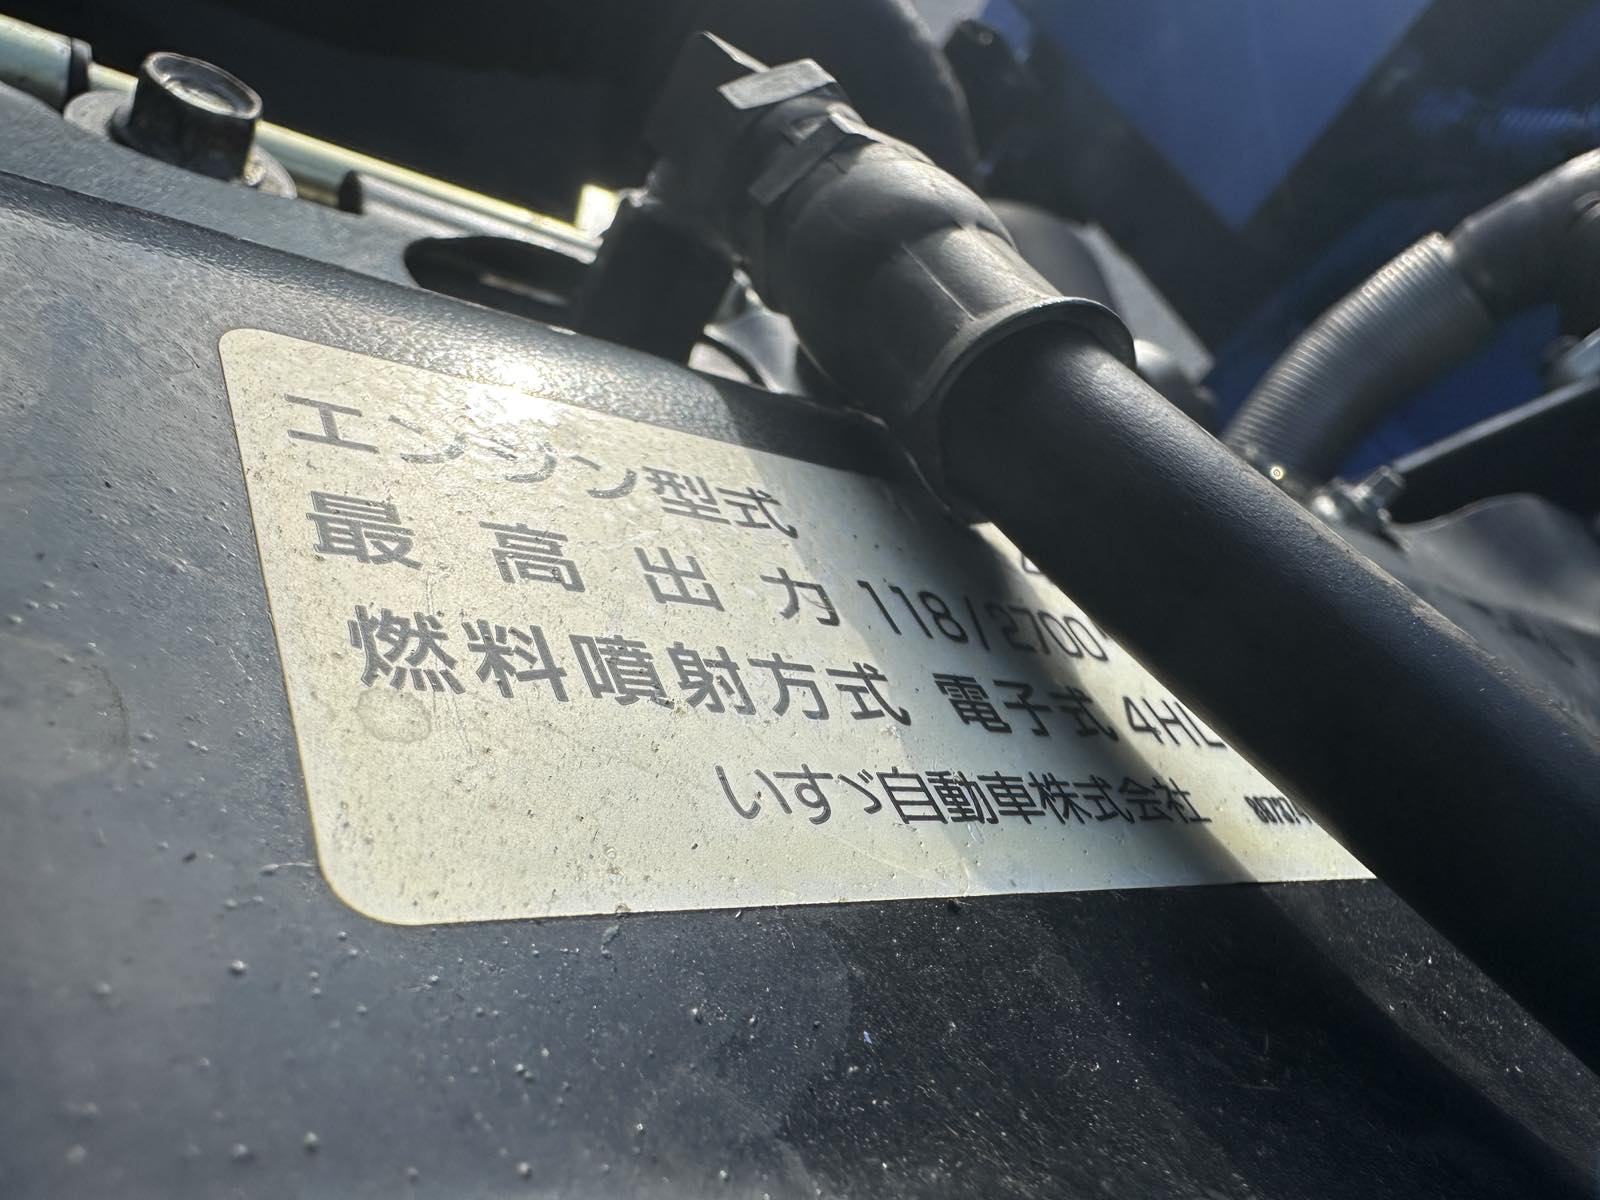 エンジン型式
最高出力 118/2700
燃料噴射方式 電子式 4HL
いすゞ自動車株式会社